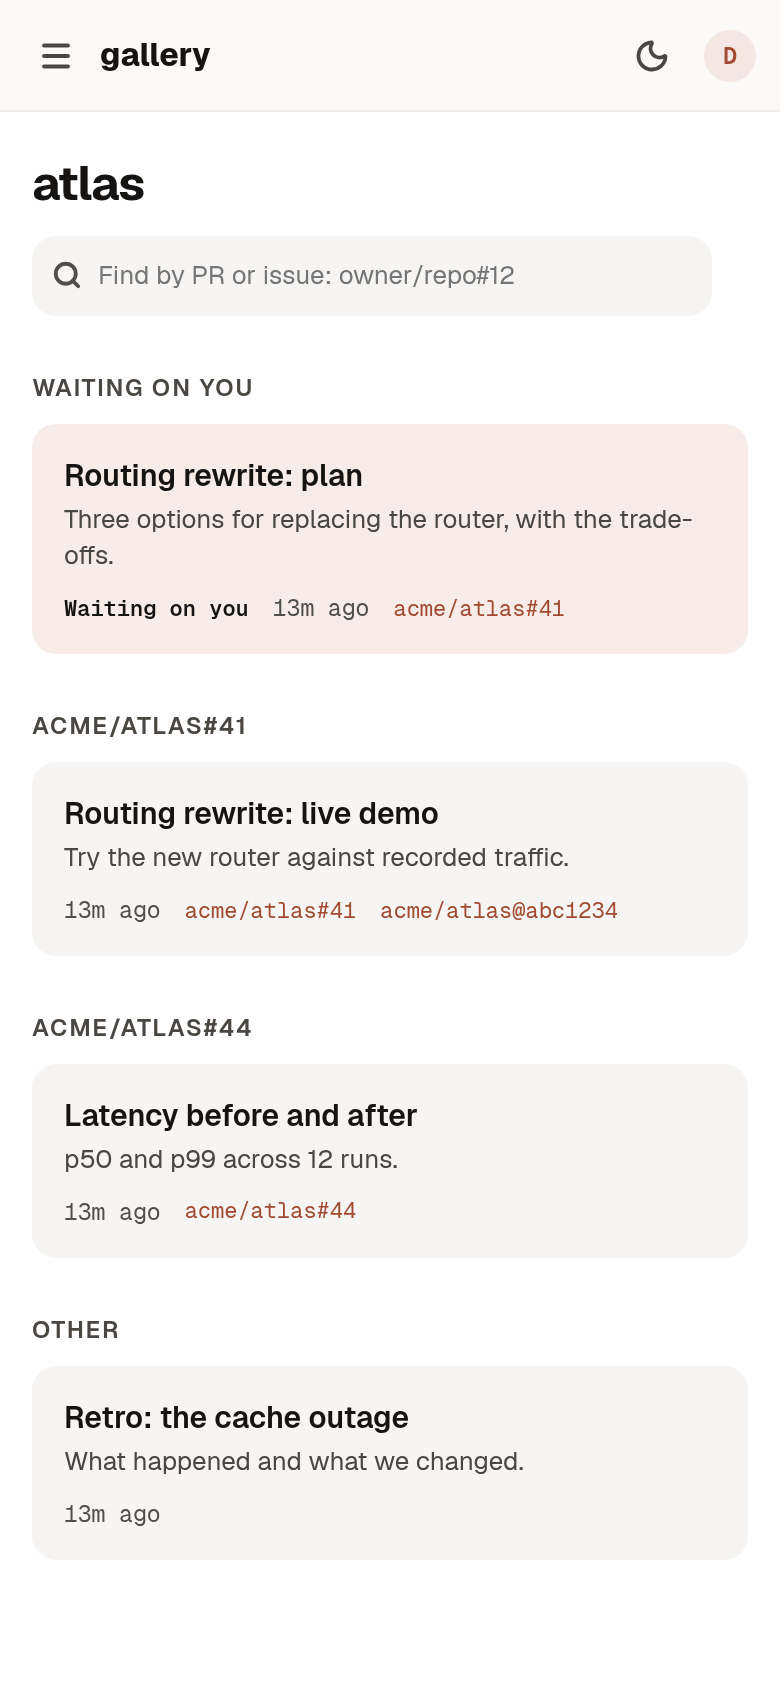 gallery
D
atlas
Find by PR or issue: owner/repo#12
WAITING ON YOU
Routing rewrite: plan
Three options for replacing the router, with the trade-
offs.
Waiting on you 13m ago acme/atlas#41
ACME/ATLAS#41
Routing rewrite: live demo
Try the new router against recorded traffic.
13m ago acme/atlas#41 acme/atlas@abc1234
ACME/ATLAS#44
Latency before and after
p50 and p99 across 12 runs.
13m ago acme/atlas#44
OTHER
Retro: the cache outage
What happened and what we changed.
13m ago